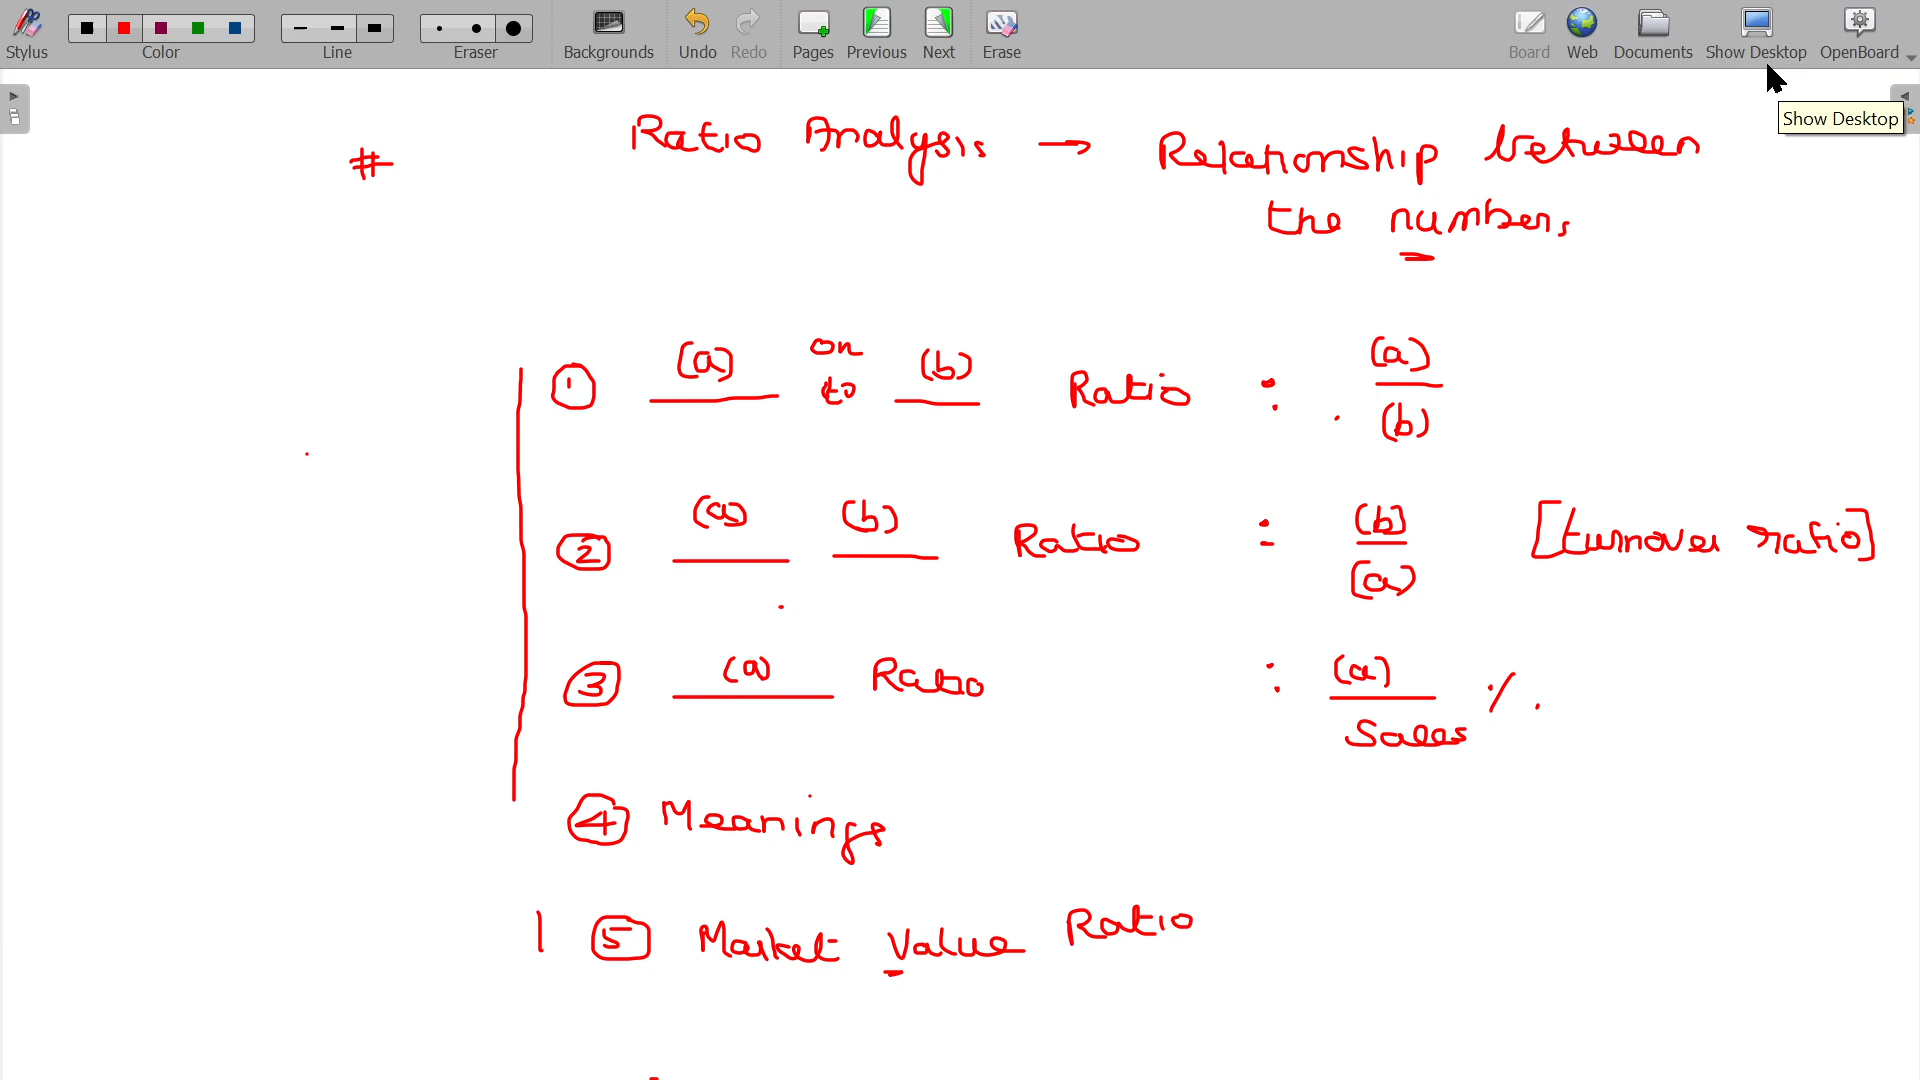 Stylus Color Line Eraser Backgrounds Undo Redo Pages Previous Next Erase Board Web Documents Show Desktop OpenBoard
Show Desktop
# Ratio Analysis → Relationship between
the numbers
① (a) on to (b) Ratio : (a) / (b)
② (a) (b) Ratio : (b) / (a) [turnover ratio]
③ (a) Ratio : (a) / Sales %
④ Meanings
⑤ Market Value Ratio